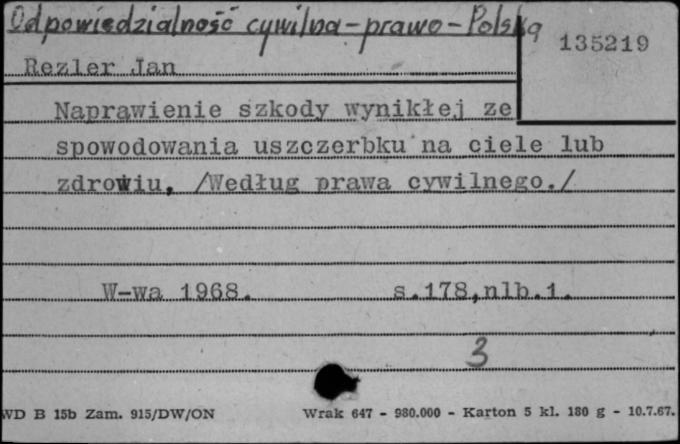 Odpowiedzialność cywilna-prawo-Polska
135219
Rezler Jan
Naprawienie szkody wynikłej ze
spowodowania uszczerbku na ciele lub
zdrowiu, /Według prawa cywilnego./
W-wa 1968. s.178,nlb.1.
3
WD B 15b Zam. 915/DW/ON Wrak 647 - 980.000 - Karton 5 kl. 180 g - 10.7.67.